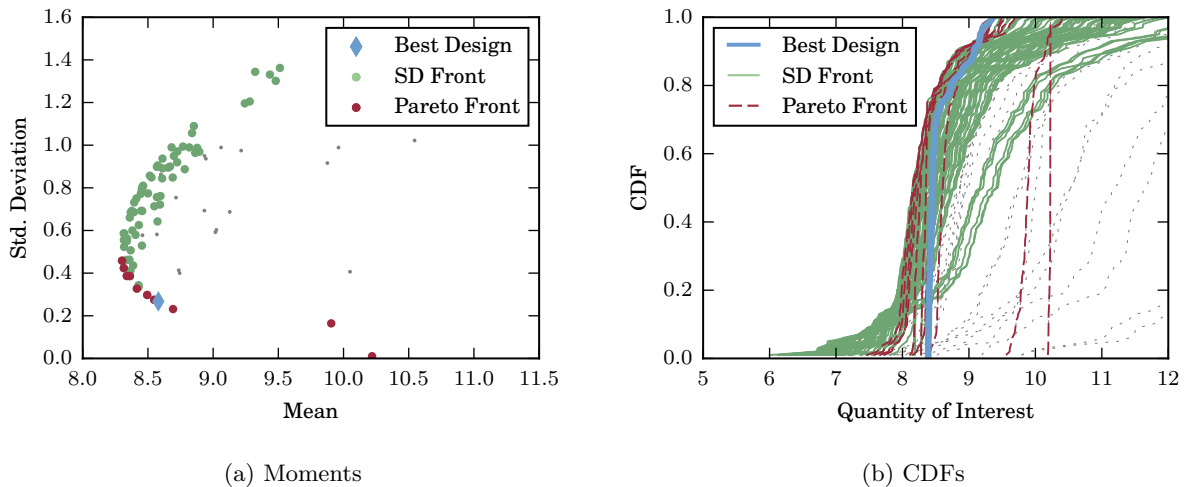 1.6
1.4
1.2
1.0
0.8
0.6
0.4
0.2
0.0
Std. Deviation
8.0 8.5 9.0 9.5 10.0 10.5 11.0 11.5
Mean
Best Design
SD Front
Pareto Front
(a) Moments
1.0
0.8
0.6
0.4
0.2
0.0
CDF
5 6 7 8 9 10 11 12
Quantity of Interest
Best Design
SD Front
Pareto Front
(b) CDFs